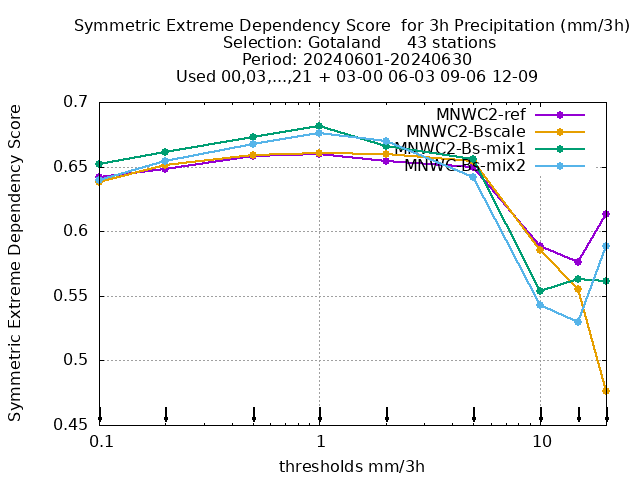 Symmetric Extreme Dependency Score  for 3h Precipitation (mm/3h)
Selection: Gotaland     43 stations
Period: 20240601-20240630
Used 00,03,...,21 + 03-00 06-03 09-06 12-09
Symmetric Extreme Dependency Score
0.7
0.65
0.6
0.55
0.5
0.45
MNWC2-ref
MNWC2-Bscale
MNWC2-Bs-mix1
MNWC-Bs-mix2
0.1
1
10
thresholds mm/3h